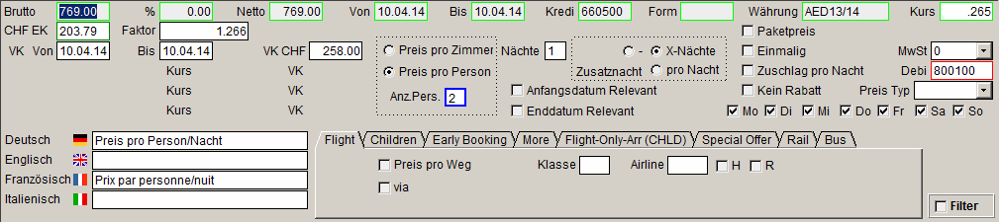 Brutto 769.00 % 0.00 Netto 769.00 Von 10.04.14 Bis 10.04.14 Kredi 660500 Form Währung AED13/14 Kurs .265
CHF EK 203.79 Faktor 1.266 Paketpreis
VK Von 10.04.14 Bis 10.04.14 VK CHF 258.00 Preis pro Zimmer Nächte 1 - X-Nächte Einmalig MwSt 0
Kurs VK Preis pro Person Zusatznacht pro Nacht Zuschlag pro Nacht Debi 800100
Kurs VK Anz.Pers. 2 Anfangsdatum Relevant Kein Rabatt Preis Typ
Kurs VK Enddatum Relevant Mo Di Mi Do Fr Sa So
Deutsch Preis pro Person/Nacht Flight Children Early Booking More Flight-Only-Arr (CHLD) Special Offer Rail Bus
Englisch Preis pro Weg Klasse Airline H R
Französisch Prix par personne/nuit via
Italienisch Filter